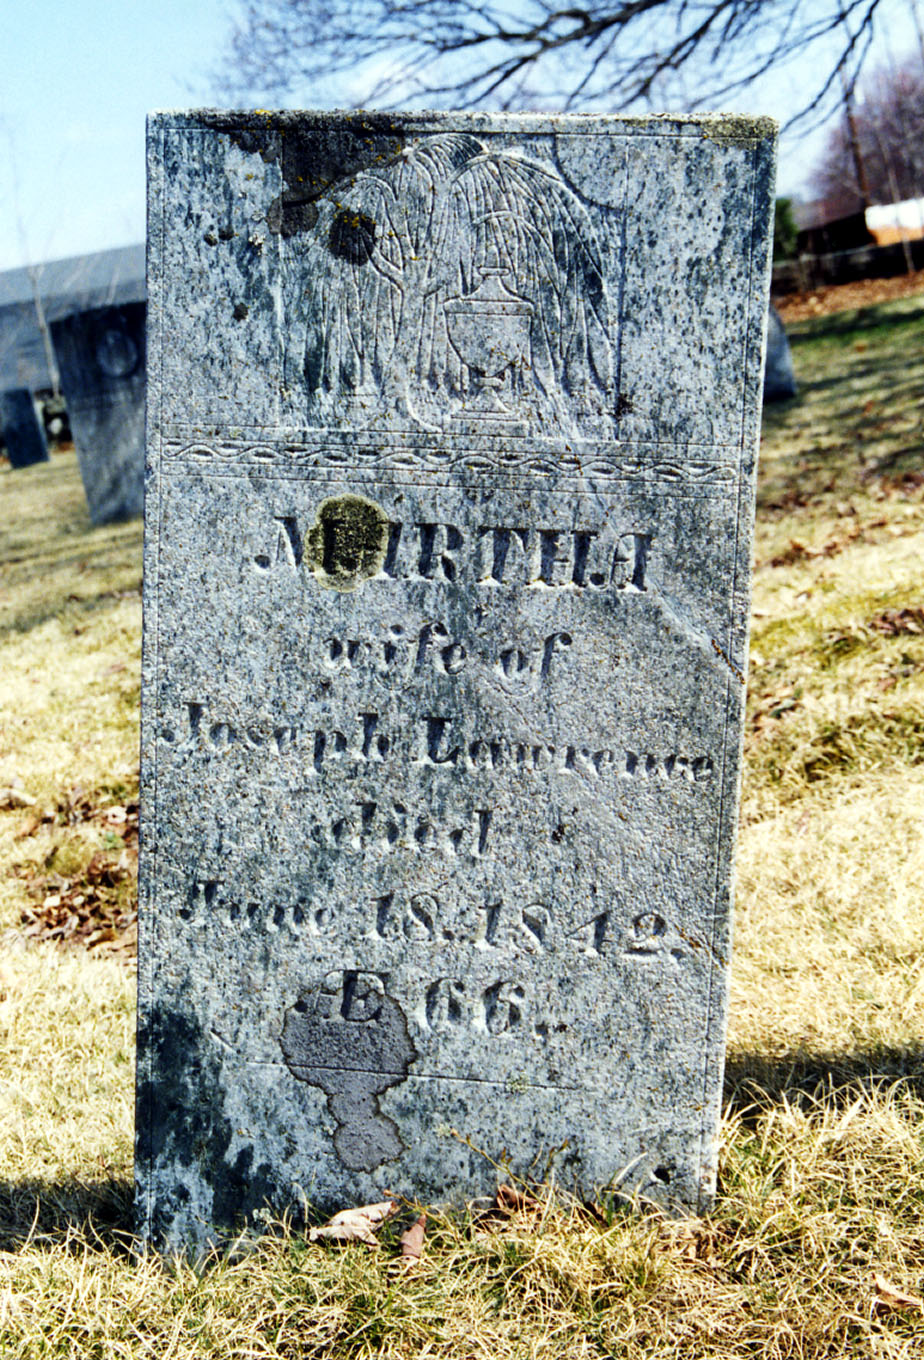 MARTHA
wife of
Joseph Lawrence
died
June 18. 1842.
Æ 66.